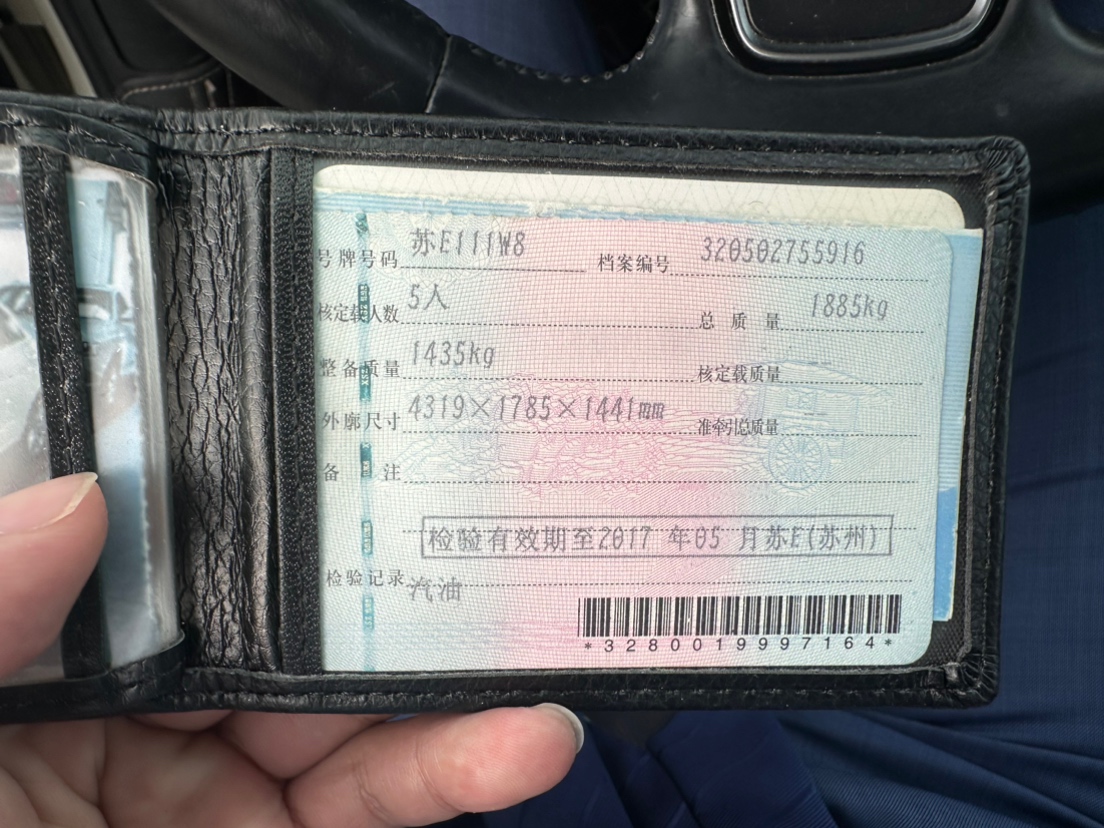 号牌号码 苏E111W8 档案编号 320502755916
核定载人数 5人 总质量 1885kg
整备质量 1435kg 核定载质量
外廓尺寸 4319×1785×1441mm 准牵引总质量
备注
检验有效期至2017 年05 月苏E(苏州)
检验记录 汽油
*3280019997164*